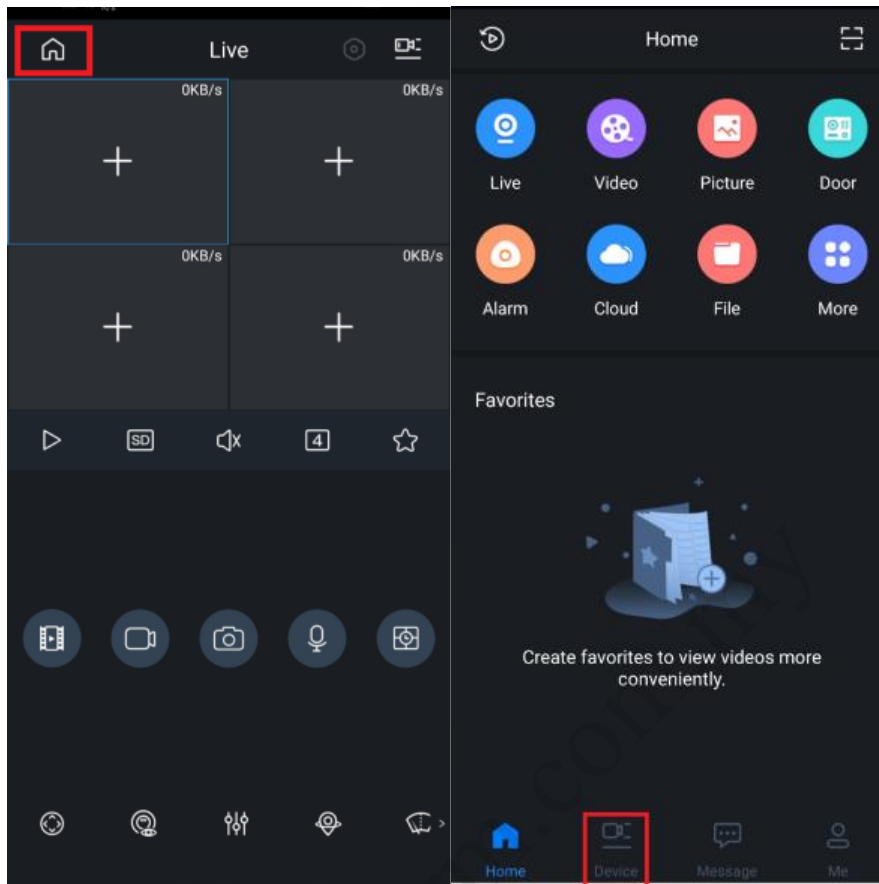 Live
0KB/s
0KB/s
0KB/s
0KB/s
SD
4
Home
Live
Video
Picture
Door
Alarm
Cloud
File
More
Favorites
Create favorites to view videos more
conveniently.
Home
Device
Message
Me